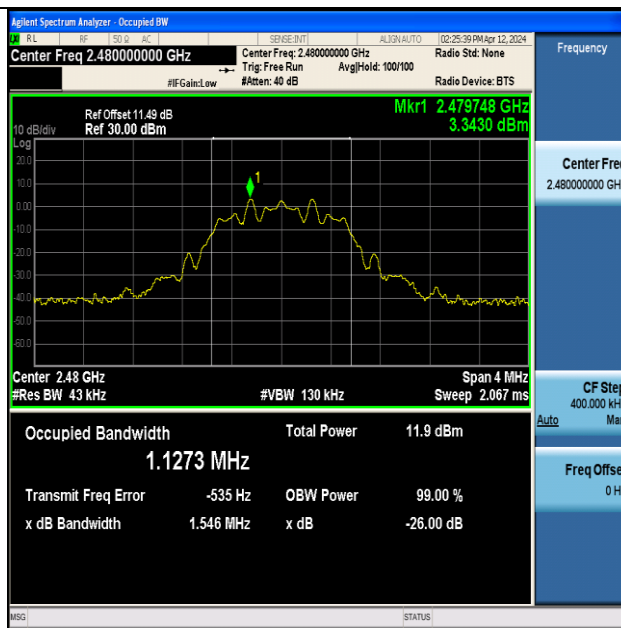 Agilent Spectrum Analyzer - Occupied BW
RL RF 50 Ω AC SENSE:INT ALIGN AUTO 02:25:39 PM Apr 12, 2024
Center Freq 2.480000000 GHz
Center Freq: 2.480000000 GHz
Radio Std: None
Trig: Free Run Avg|Hold: 100/100
#IFGain:Low #Atten: 40 dB Radio Device: BTS
Ref Offset 11.49 dB
10 dB/div Ref 30.00 dBm
Mkr1 2.479748 GHz
3.3430 dBm
Log
20.0
10.0
0.00
-10.0
-20.0
-30.0
-40.0
-50.0
-60.0
1
Center 2.48 GHz Span 4 MHz
#Res BW 43 kHz #VBW 130 kHz Sweep 2.067 ms
Occupied Bandwidth Total Power 11.9 dBm
1.1273 MHz
Transmit Freq Error -535 Hz OBW Power 99.00 %
x dB Bandwidth 1.546 MHz x dB -26.00 dB
MSG STATUS
Frequency
Center Fre
2.480000000 GH
CF Step
400.000 kH
Auto Ma
Freq Offse
0 H